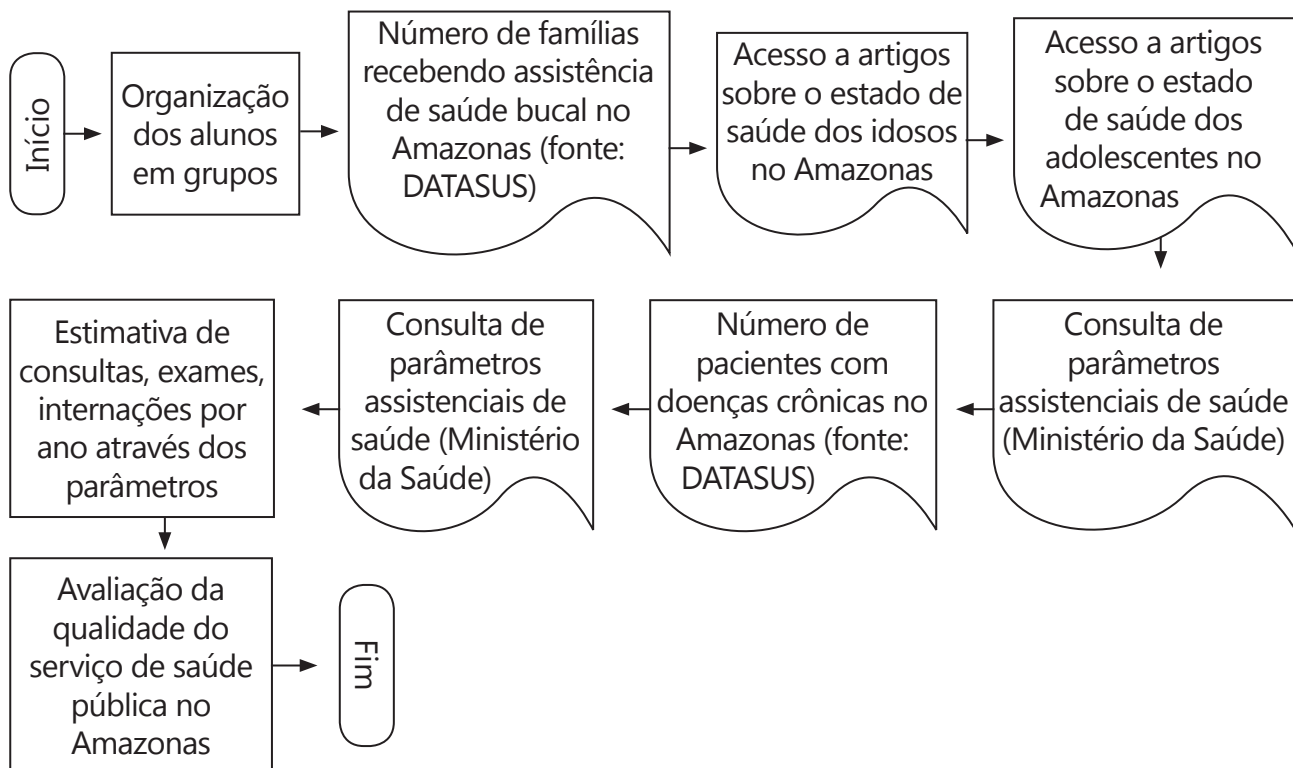 Início
Organização
dos alunos
em grupos
Número de famílias
recebendo assistência
de saúde bucal no
Amazonas (fonte:
DATASUS)
Acesso a artigos
sobre o estado de
saúde dos idosos
no Amazonas
Acesso a artigos
sobre o estado
de saúde dos
adolescentes no
Amazonas
Consulta de
parâmetros
assistenciais de saúde
(Ministério da Saúde)
Número de
pacientes com
doenças crônicas no
Amazonas (fonte:
DATASUS)
Consulta de
parâmetros
assistenciais de
saúde (Ministério
da Saúde)
Estimativa de
consultas, exames,
internações por
ano através dos
parâmetros
Avaliação da
qualidade do
serviço de saúde
pública no
Amazonas
Fim